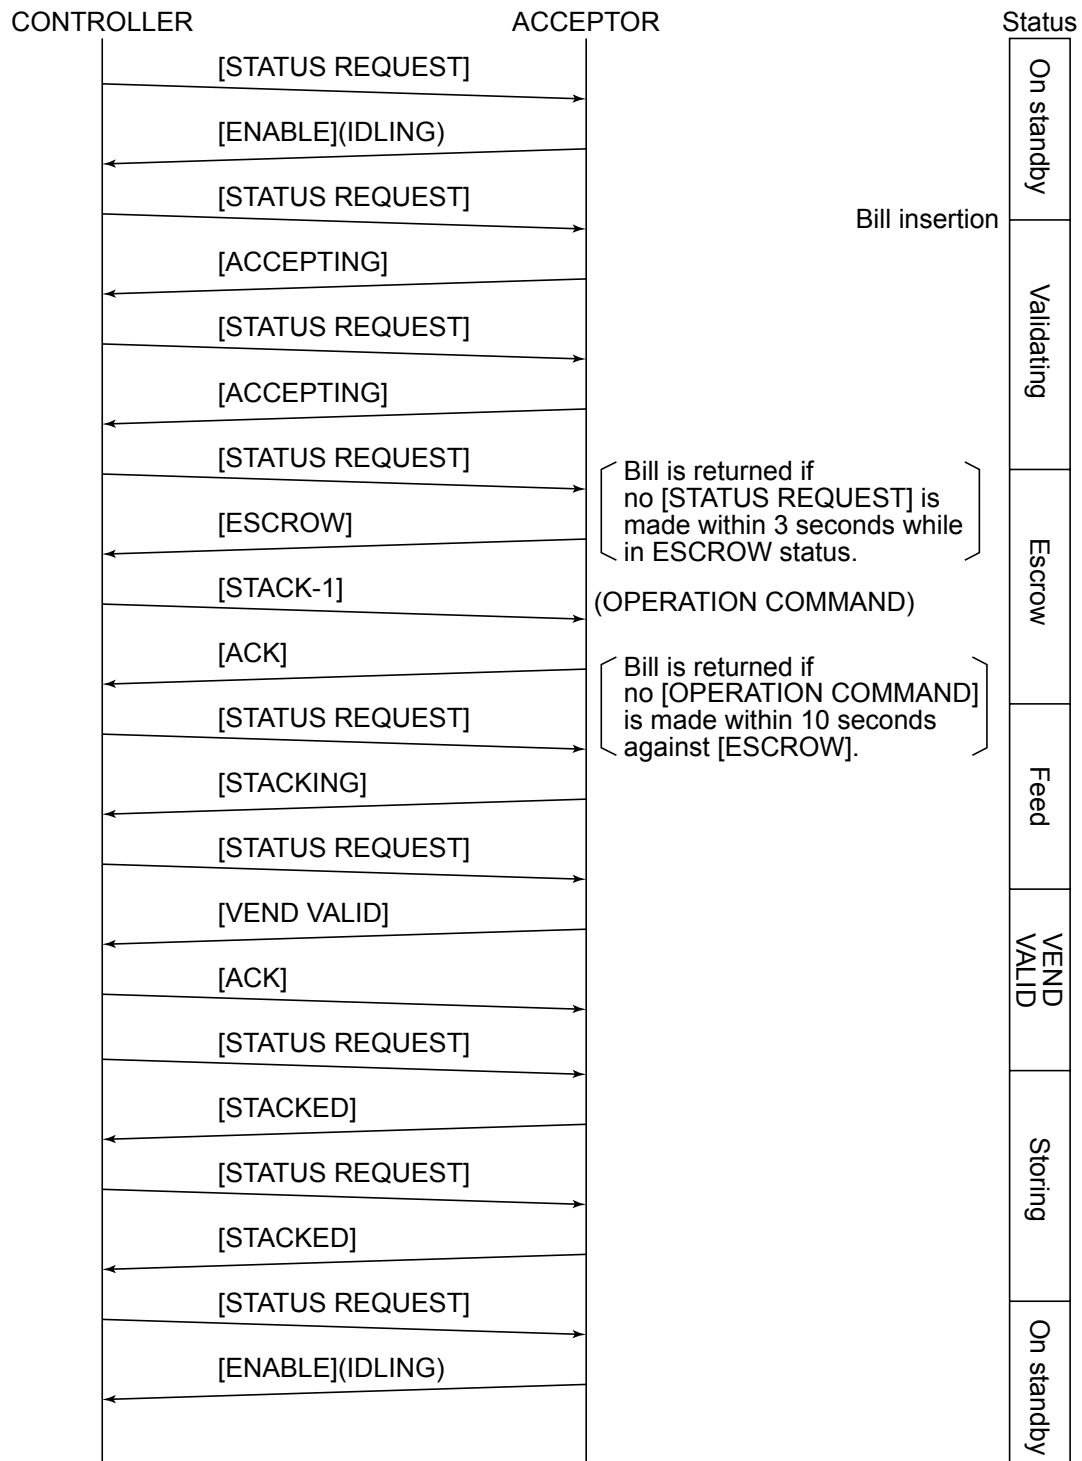 CONTROLLER
ACCEPTOR
Status
[STATUS REQUEST]
On standby
[ENABLE](IDLING)
[STATUS REQUEST]
Bill insertion
[ACCEPTING]
Validating
[STATUS REQUEST]
[ACCEPTING]
[STATUS REQUEST]
Bill is returned if
no [STATUS REQUEST] is
made within 3 seconds while
in ESCROW status.
[ESCROW]
Escrow
[STACK-1]
(OPERATION COMMAND)
[ACK]
Bill is returned if
no [OPERATION COMMAND]
is made within 10 seconds
against [ESCROW].
[STATUS REQUEST]
[STACKING]
Feed
[STATUS REQUEST]
[VEND VALID]
VEND
VALID
[ACK]
[STATUS REQUEST]
[STACKED]
Storing
[STATUS REQUEST]
[STACKED]
[STATUS REQUEST]
On standby
[ENABLE](IDLING)